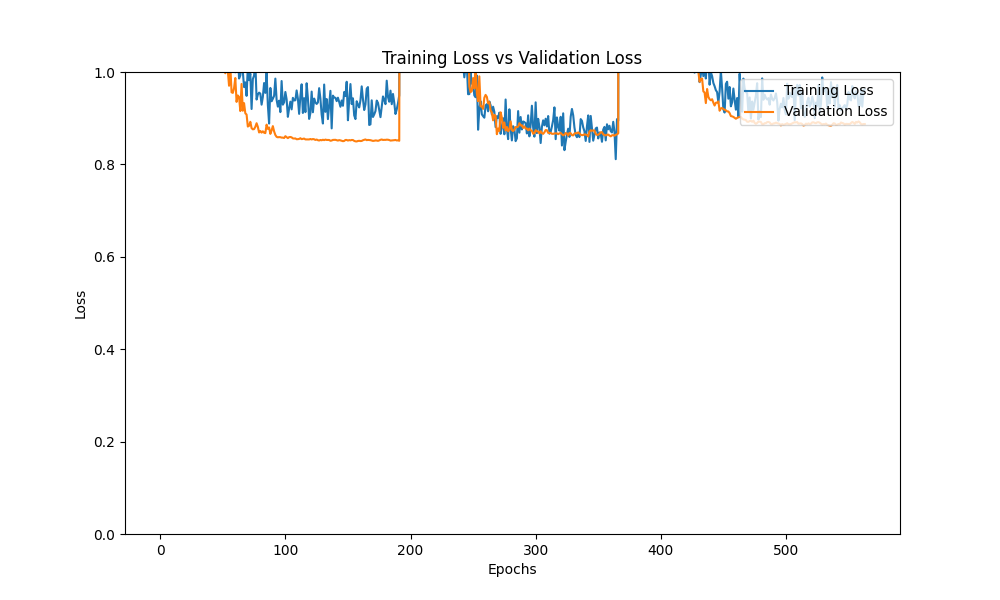 Training Loss vs Validation Loss
1.0
0.8
0.6
0.4
0.2
0.0
Loss
Training Loss
Validation Loss
0 100 200 300 400 500
Epochs